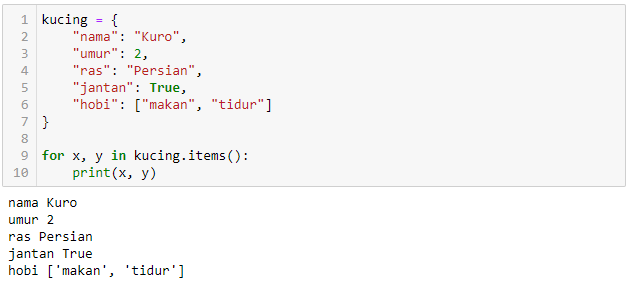 1 kucing = {
2     "nama": "Kuro",
3     "umur": 2,
4     "ras": "Persian",
5     "jantan": True,
6     "hobi": ["makan", "tidur"]
7 }
8
9 for x, y in kucing.items():
10     print(x, y)
nama Kuro
umur 2
ras Persian
jantan True
hobi ['makan', 'tidur']